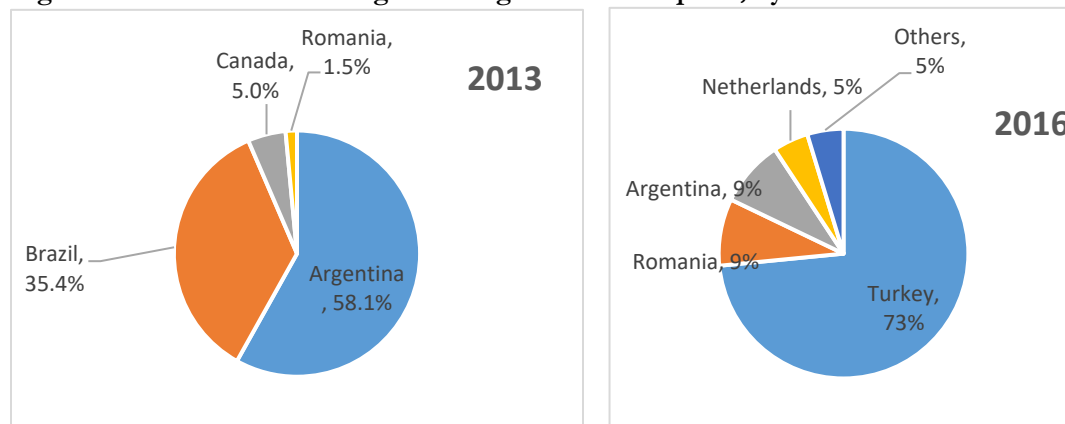 Romania,
1.5%
Canada,
5.0%
2013
Brazil,
35.4%
Argentina
, 58.1%
Others,
5%
Netherlands, 5%
2016
Argentina, 9%
Romania, 9%
Turkey,
73%